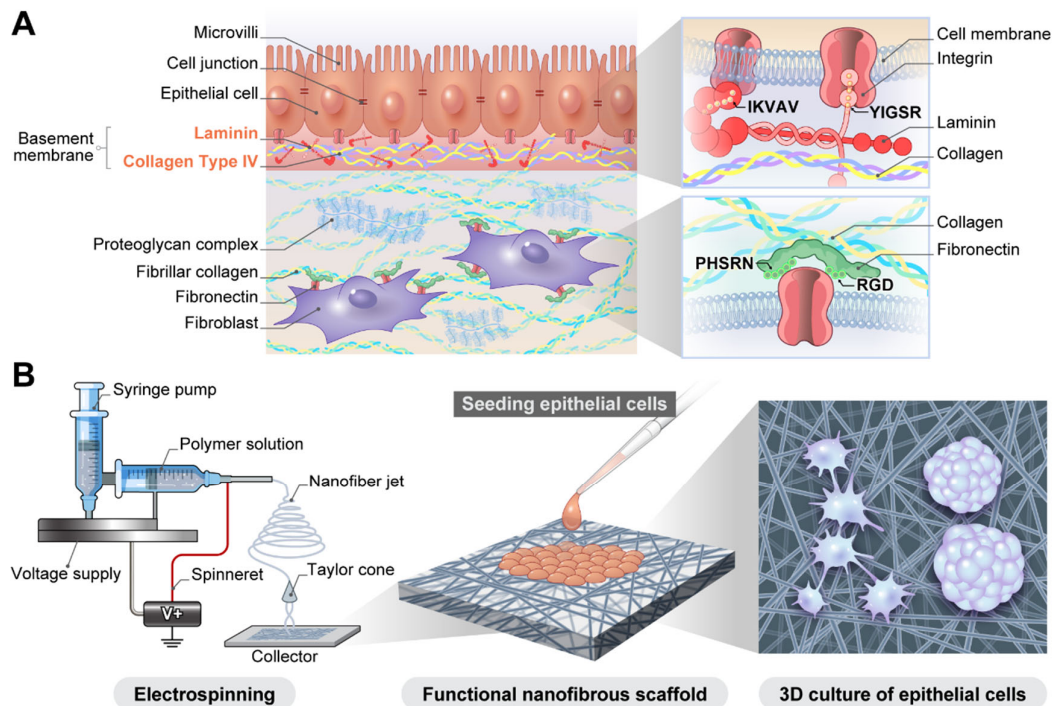 A
Microvilli
Cell junction
Epithelial cell
Basement
membrane
Laminin
Collagen Type IV
Proteoglycan complex
Fibrillar collagen
Fibronectin
Fibroblast
Cell membrane
Integrin
IKVAV
YIGSR
Laminin
Collagen
Collagen
Fibronectin
PHSRN
RGD
B
Syringe pump
Polymer solution
Nanofiber jet
Taylor cone
Voltage supply
Spinneret
V+
Collector
Seeding epithelial cells
Electrospinning
Functional nanofibrous scaffold
3D culture of epithelial cells